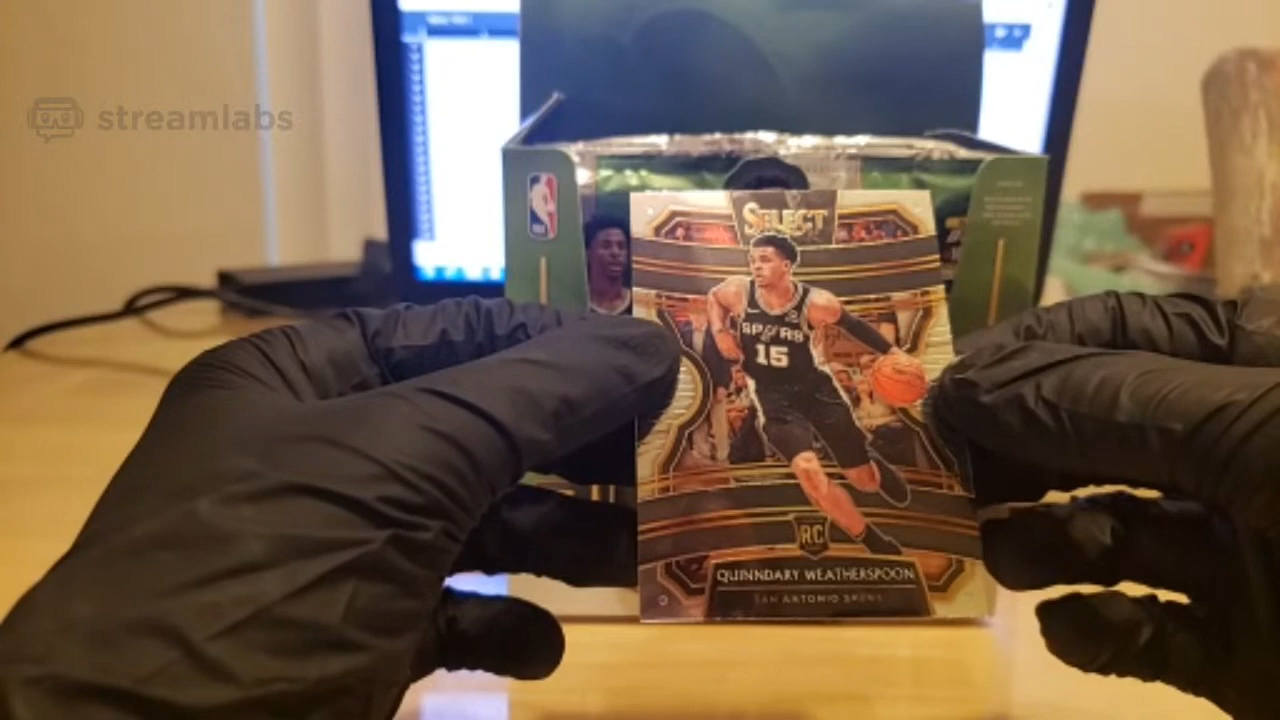 streamlabs
SELECT
SPURS
15
RC
QUINNDARY WEATHERSPOON
SAN ANTONIO SPURS